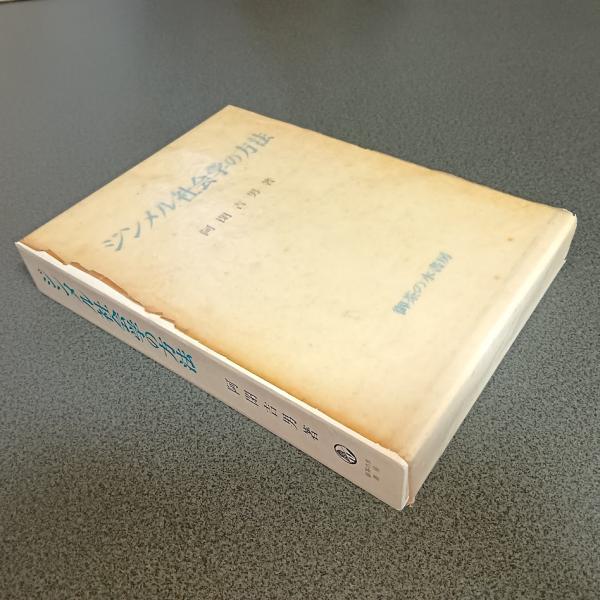 ジンメル社会学の方法
阿閉吉男著
御茶の水書房
ジンメル社会学の方法
阿閉吉男著